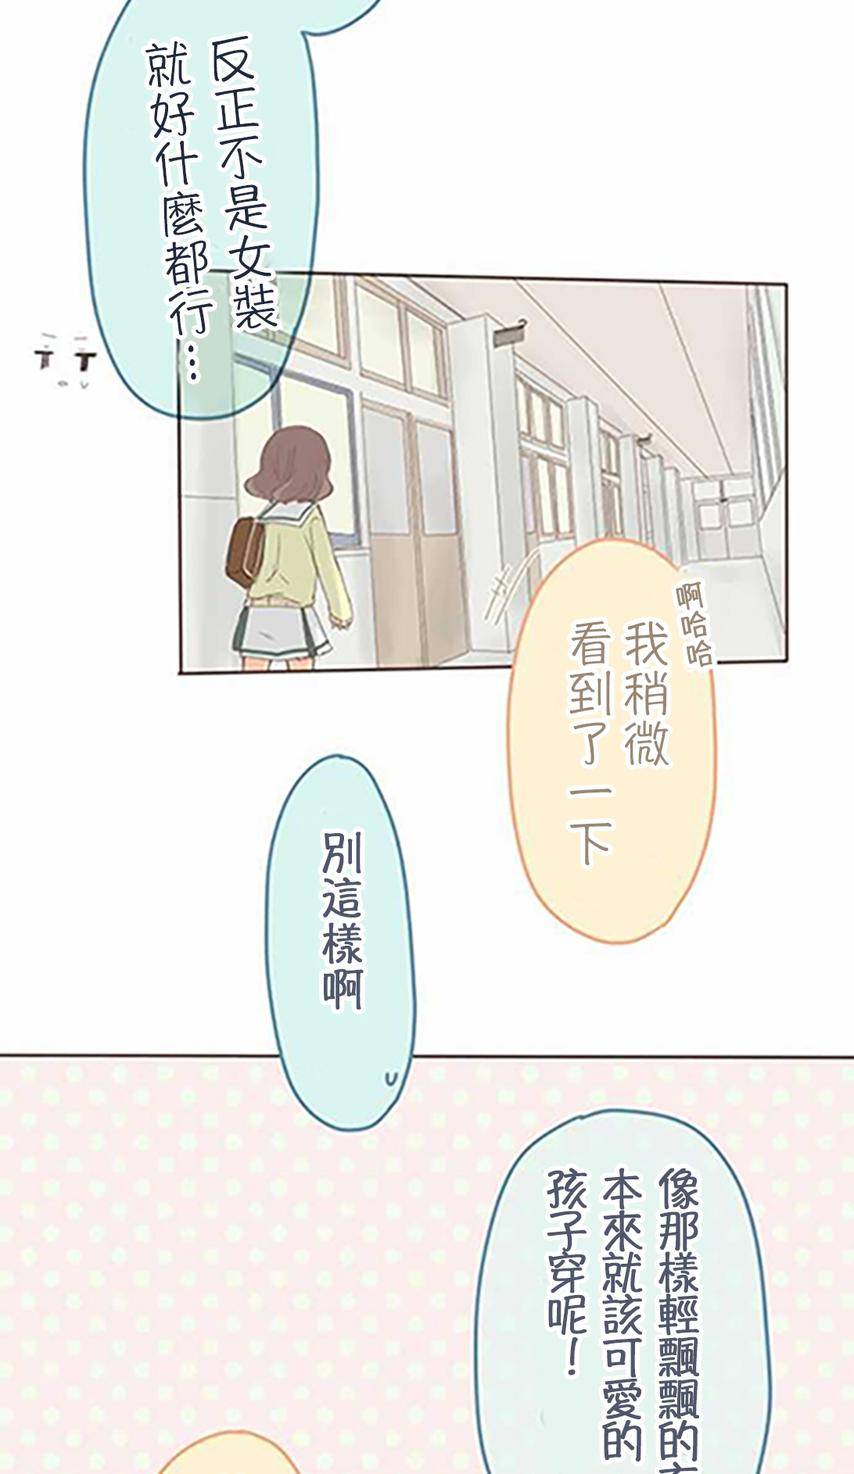 反正不是女裝
就好什麼都行…
啊哈哈
我稍微
看到了一下
別這樣啊
像那樣輕飄飄的
本來就該可愛的
孩子穿呢！